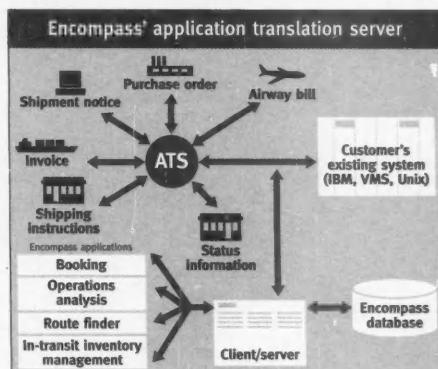 Encompass' application translation server
Purchase order
Shipment notice
Airway bill
Invoice
ATS
Customer's
existing system
(IBM, VMS, Unix)
Shipping
instructions
Status
information
Encompass applications
Booking
Operations
analysis
Route finder
In-transit inventory
management
Client/server
Encompass
database